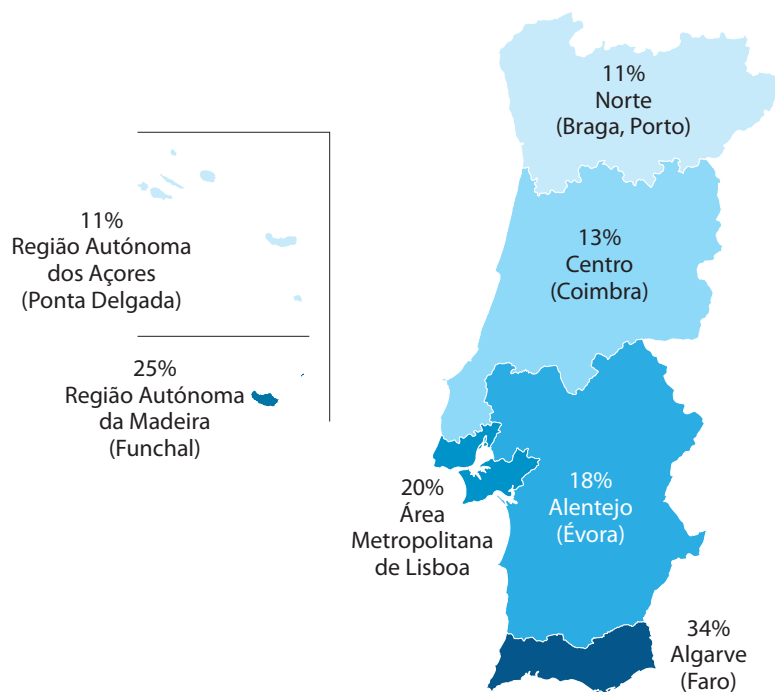 11%
Norte
(Braga, Porto)
11%
Região Autónoma
dos Açores
(Ponta Delgada)
13%
Centro
(Coimbra)
25%
Região Autónoma
da Madeira
(Funchal)
20%
Área
Metropolitana
de Lisboa
18%
Alentejo
(Évora)
34%
Algarve
(Faro)